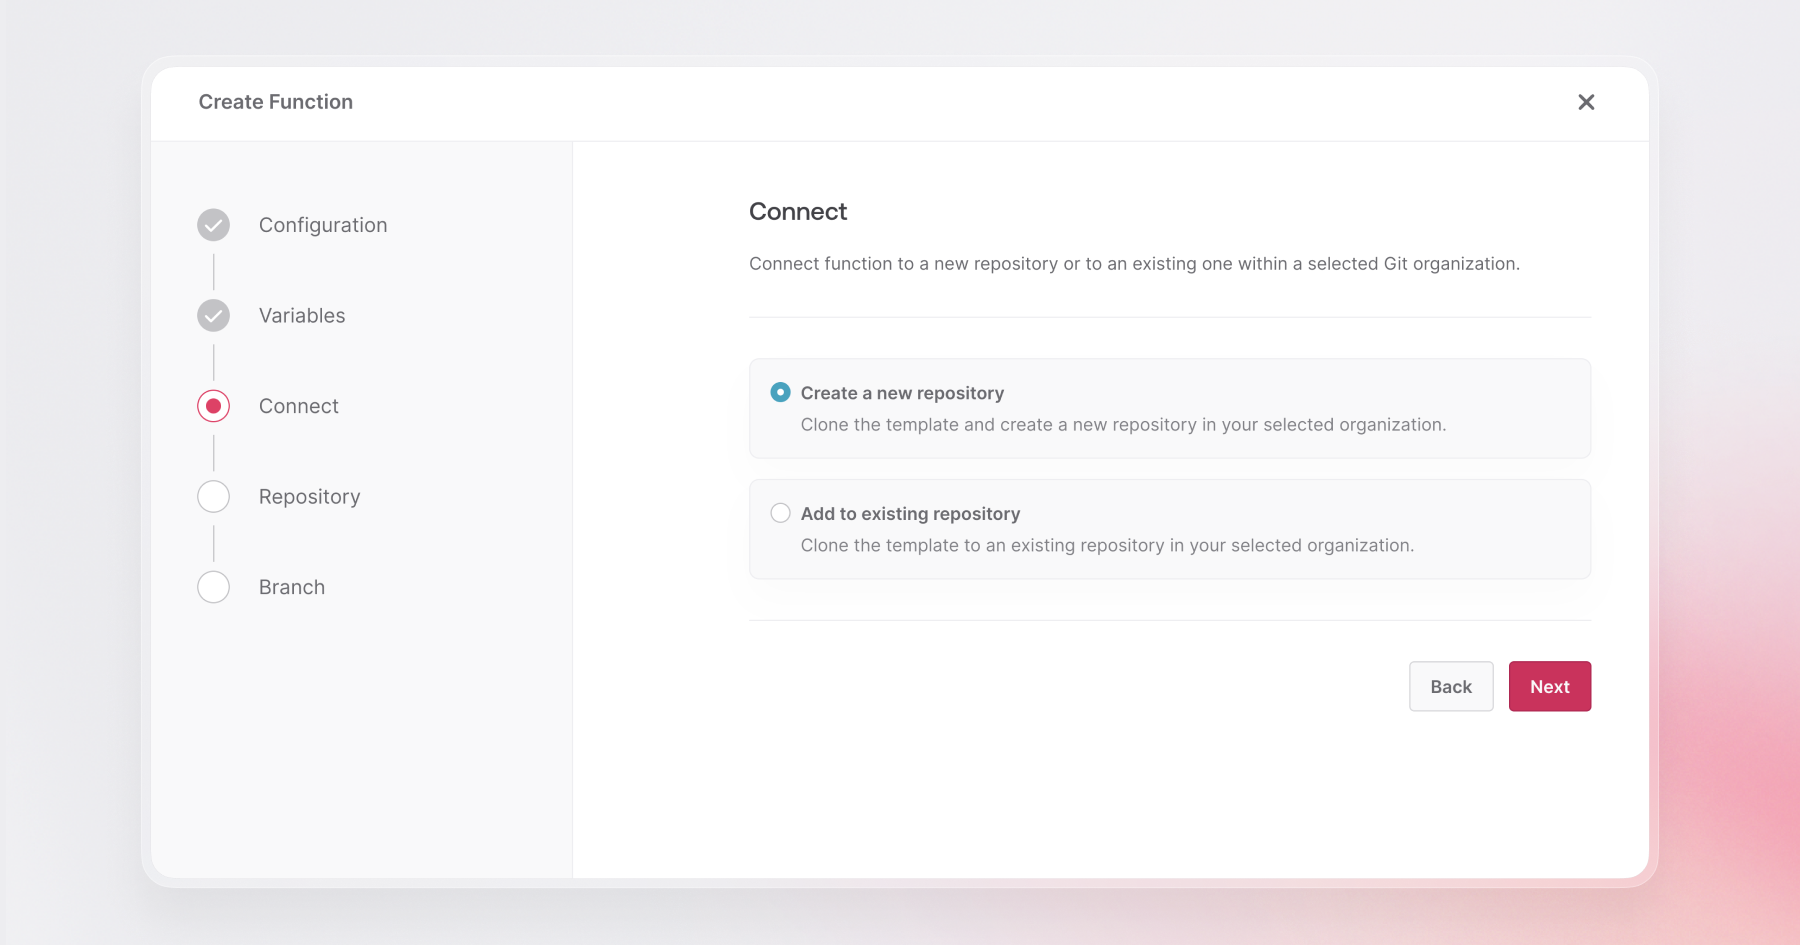 Create Function
Configuration
Variables
Connect
Repository
Branch
Connect
Connect function to a new repository or to an existing one within a selected Git organization.
Create a new repository
Clone the template and create a new repository in your selected organization.
Add to existing repository
Clone the template to an existing repository in your selected organization.
Back
Next